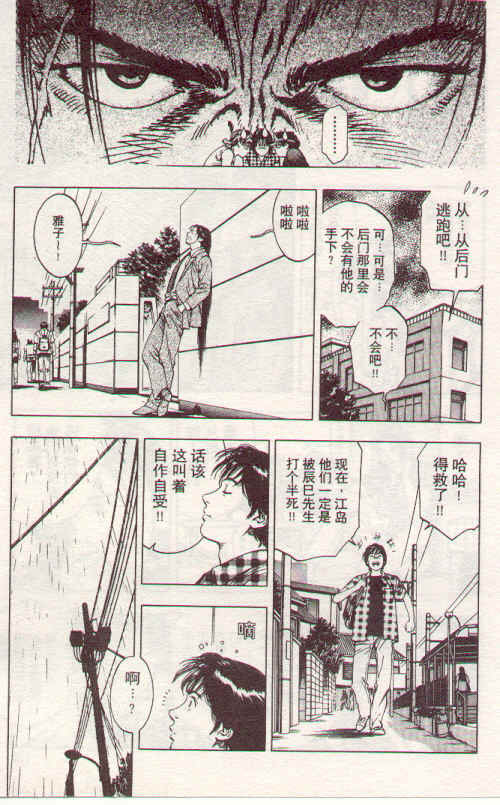 …………
从…从后门
逃跑吧!!
可…可是…
后门那里会
不会有他的
手下?
不…
不会吧!!
啦啦
啦啦
雅子!!
哈哈!
得救了!!
现在,江岛
他们一定是
被辰巳先生
打个半死!!
话该
这叫着
自作自受!!
嘀
啊…?